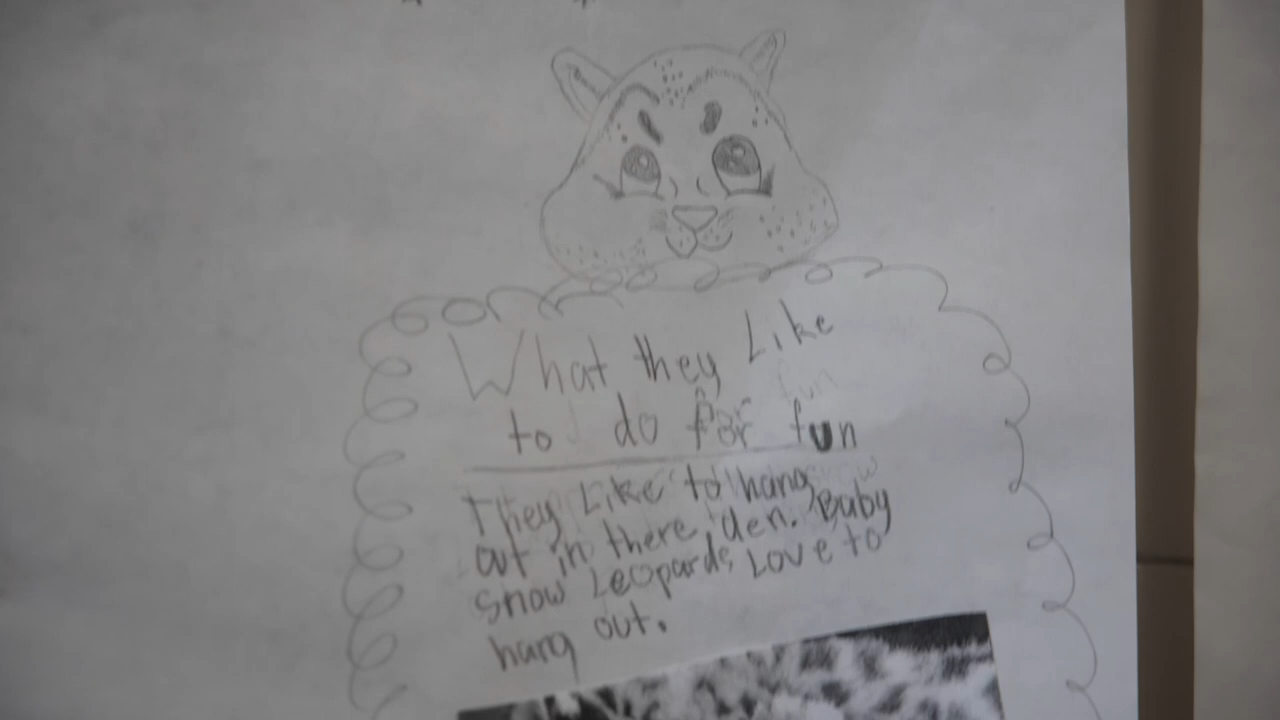 What they Like
to do for fun
They Like to hang
out in there den. Baby
snow Leopards Love to
hang out.